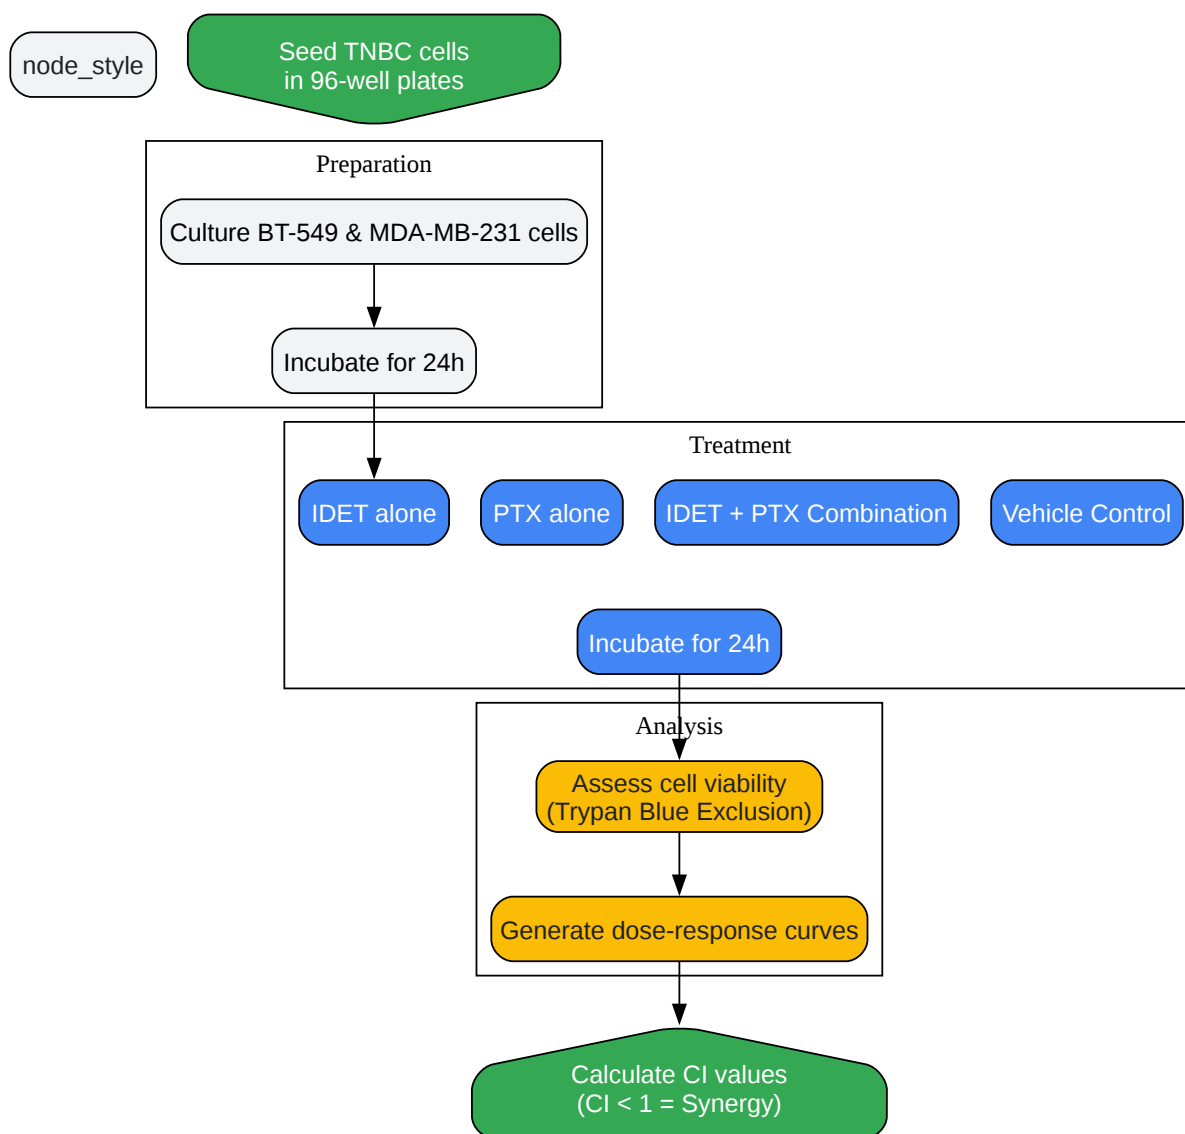 node_style
Seed TNBC cells
in 96-well plates
Preparation
Culture BT-549 & MDA-MB-231 cells
Incubate for 24h
Treatment
IDET alone
PTX alone
IDET + PTX Combination
Vehicle Control
Incubate for 24h
Analysis
Assess cell viability
(Trypan Blue Exclusion)
Generate dose-response curves
Calculate CI values
(CI < 1 = Synergy)